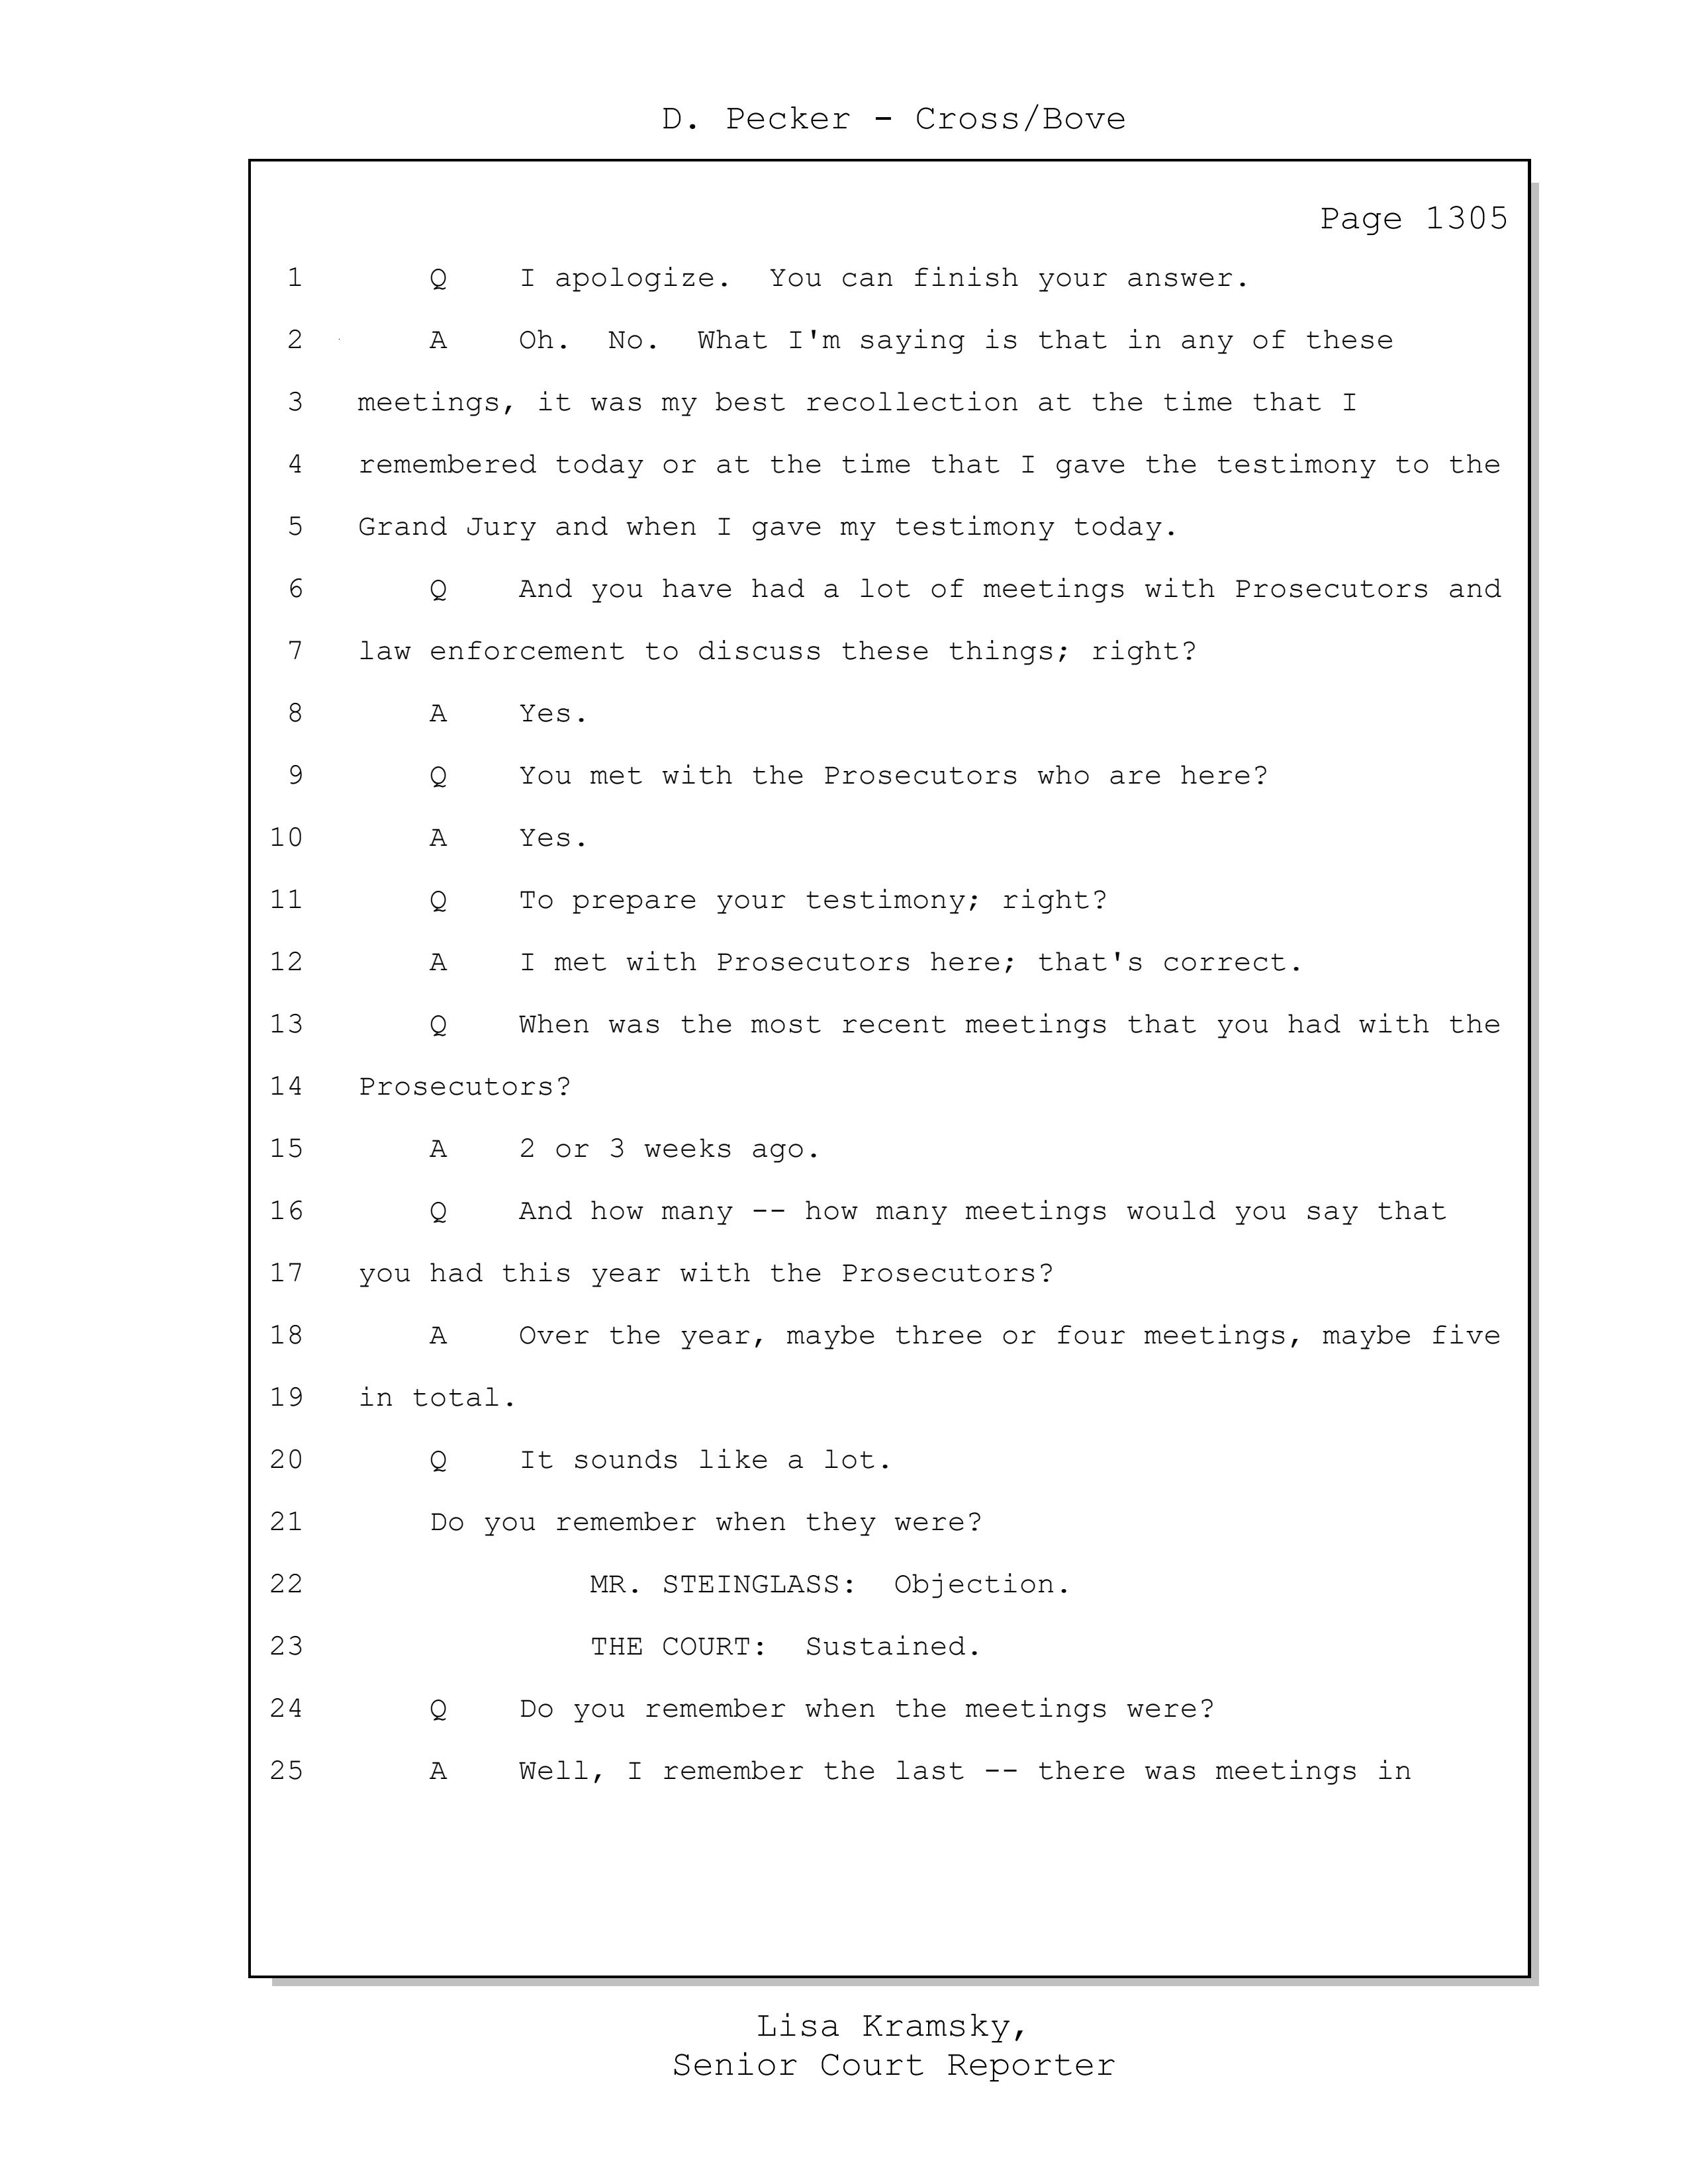 D. Pecker - Cross/Bove
Page 1305
1 Q I apologize. You can finish your answer.
2 A Oh. No. What I'm saying is that in any of these
3 meetings, it was my best recollection at the time that I
4 remembered today or at the time that I gave the testimony to the
5 Grand Jury and when I gave my testimony today.
6 Q And you have had a lot of meetings with Prosecutors and
7 law enforcement to discuss these things; right?
8 A Yes.
9 Q You met with the Prosecutors who are here?
10 A Yes.
11 Q To prepare your testimony; right?
12 A I met with Prosecutors here; that's correct.
13 Q When was the most recent meetings that you had with the
14 Prosecutors?
15 A 2 or 3 weeks ago.
16 Q And how many -- how many meetings would you say that
17 you had this year with the Prosecutors?
18 A Over the year, maybe three or four meetings, maybe five
19 in total.
20 Q It sounds like a lot.
21 Do you remember when they were?
22 MR. STEINGLASS: Objection.
23 THE COURT: Sustained.
24 Q Do you remember when the meetings were?
25 A Well, I remember the last -- there was meetings in
Lisa Kramsky,
Senior Court Reporter